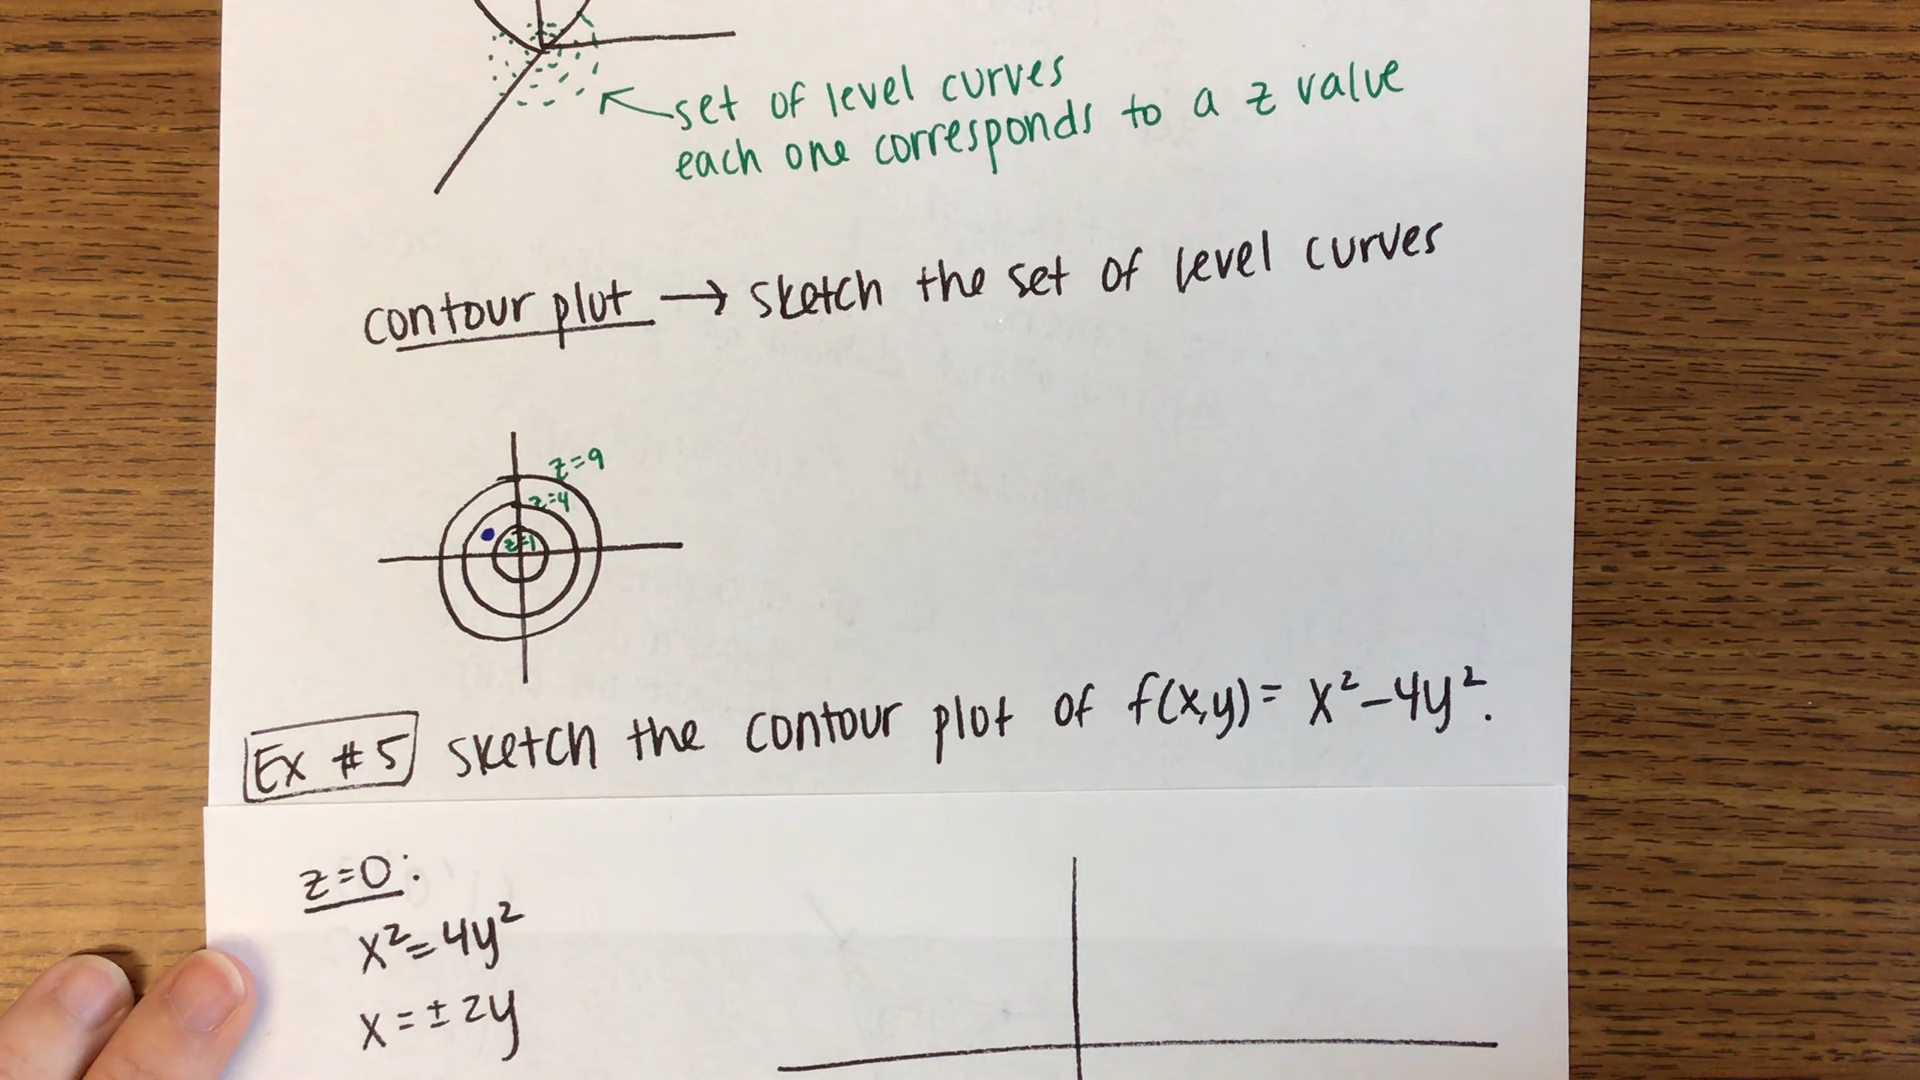 set of level curves
each one corresponds to a z value
contour plot → sketch the set of level curves
z=9
z=4
z=1
Ex #5 sketch the contour plot of f(x,y)= x²-4y².
z=0:
x²=4y²
x=±2y